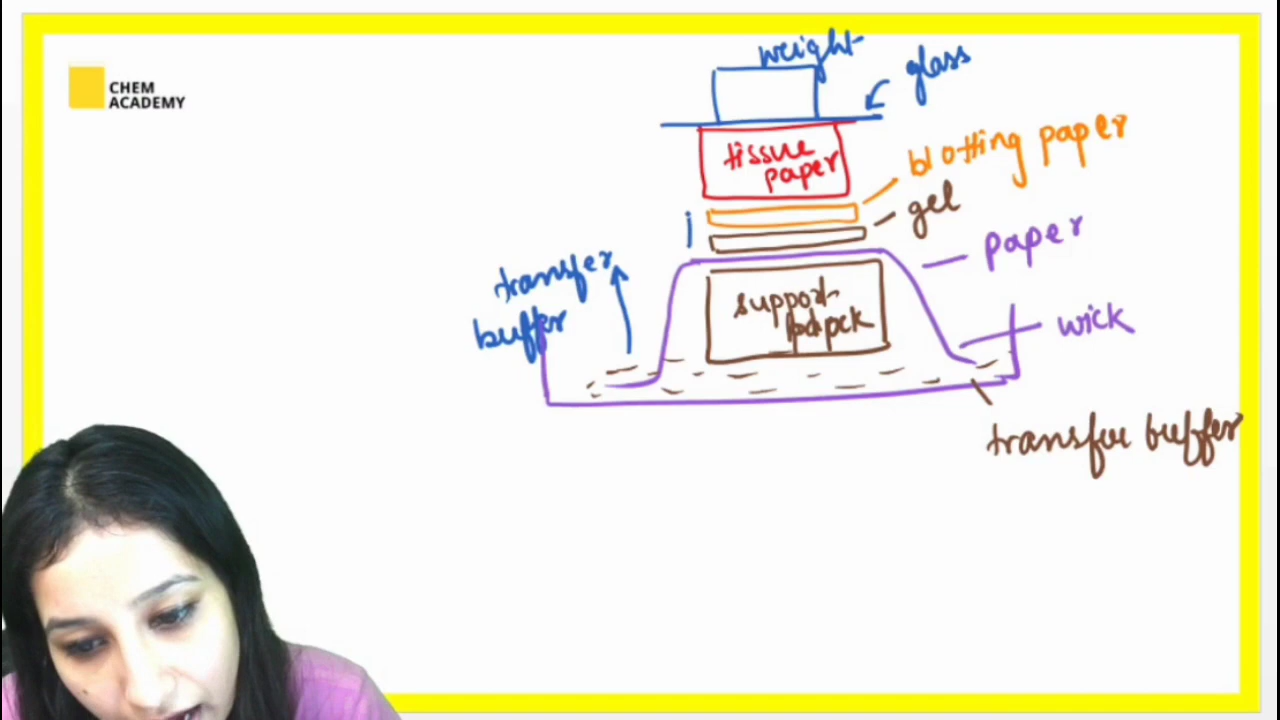 CHEM
ACADEMY
weight
glass
tissue
paper
blotting paper
gel
paper
transfer
buffer
support
wick
transfer buffer